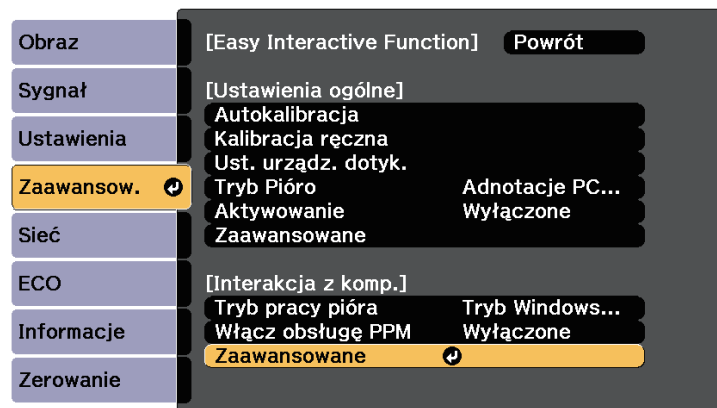 Obraz
Sygnał
Ustawienia
Zaawansow.
Sieć
ECO
Informacje
Zerowanie
[Easy Interactive Function] Powrót
[Ustawienia ogólne]
Autokalibracja
Kalibracja ręczna
Ust. urządz. dotyk.
Tryb Pióro Adnotacje PC...
Aktywowanie Wyłączone
Zaawansowane
[Interakcja z komp.]
Tryb pracy pióra Tryb Windows...
Włącz obsługę PPM Wyłączone
Zaawansowane